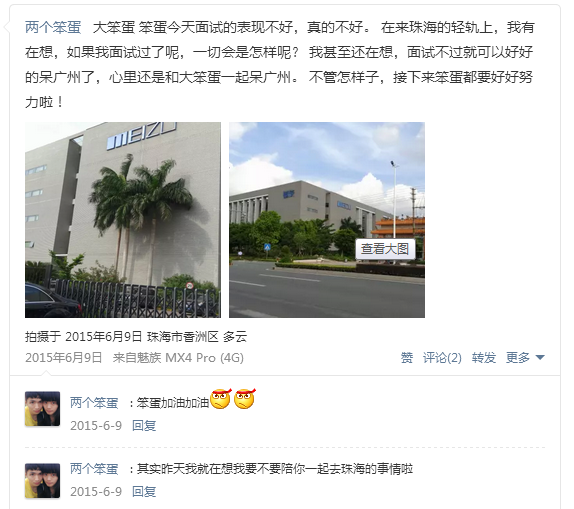 两个笨蛋 大笨蛋 笨蛋今天面试的表现不好，真的不好。 在来珠海的轻轨上，我有
在想，如果我面试过了呢，一切会是怎样呢？ 我甚至还在想，面试不过就可以好好
的呆广州了，心里还是和大笨蛋一起呆广州。 不管怎样子，接下来笨蛋都要好好努
力啦！
MEIZU
查看大图
拍摄于 2015年6月9日 珠海市香洲区 多云
2015年6月9日 来自魅族 MX4 Pro (4G)
赞 评论(2) 转发 更多
两个笨蛋 : 笨蛋加油加油
2015-6-9 回复
两个笨蛋 : 其实昨天我就在想我要不要陪你一起去珠海的事情啦
2015-6-9 回复